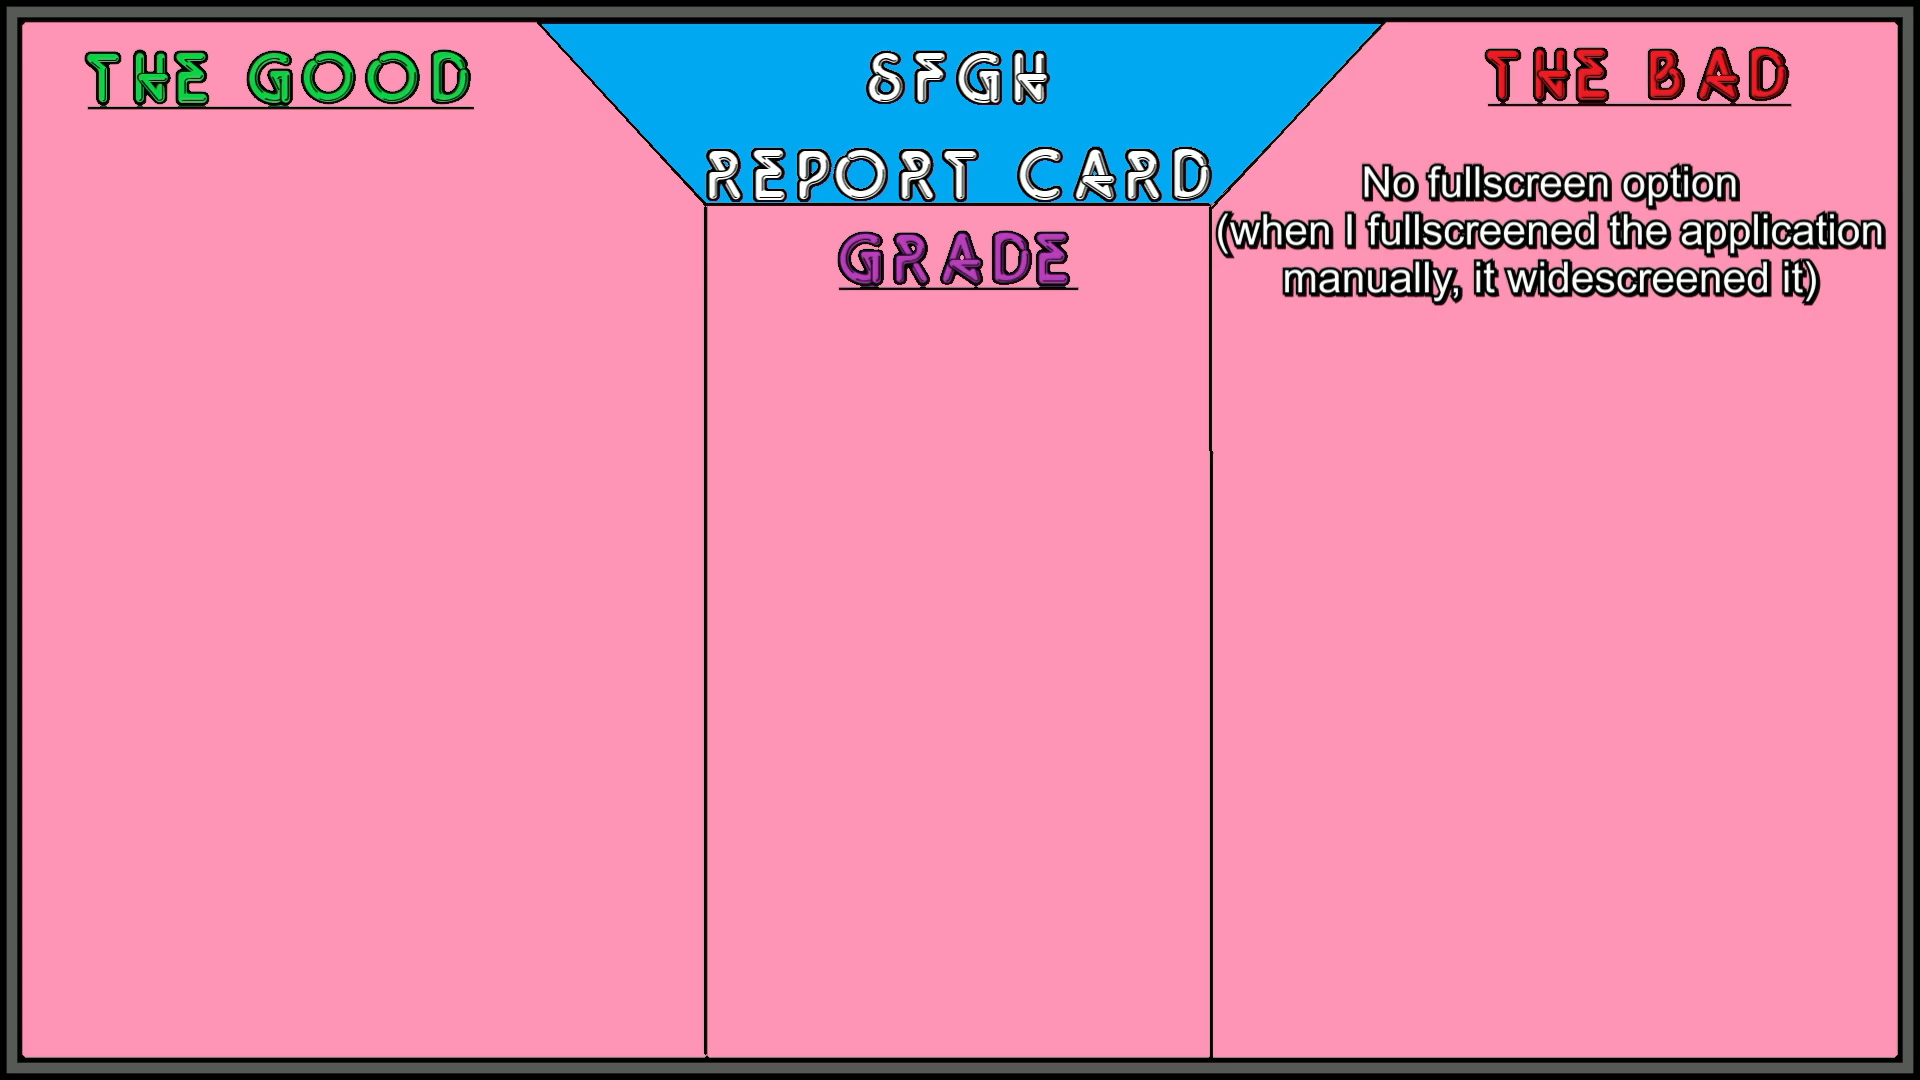 THE GOOD
SFGH
REPORT CARD
THE BAD
GRADE
No fullscreen option
(when I fullscreened the application
manually, it widescreened it)